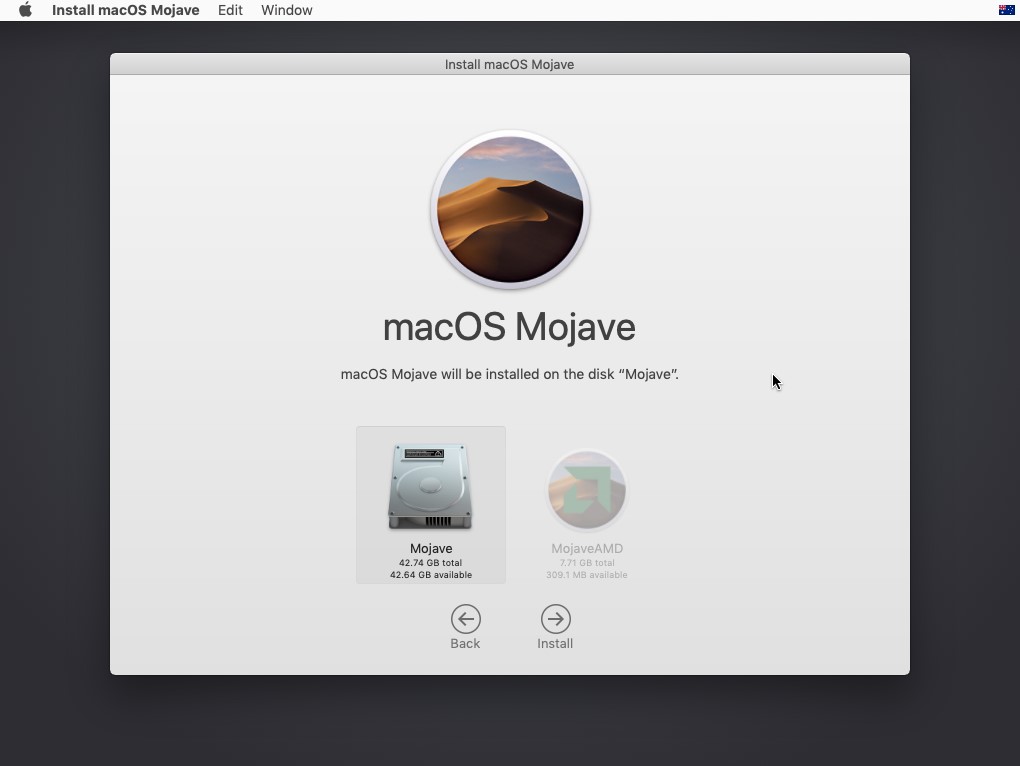 Install macOS Mojave Edit Window
Install macOS Mojave
macOS Mojave
macOS Mojave will be installed on the disk “Mojave”.
Mojave
42.74 GB total
42.64 GB available
MojaveAMD
7.71 GB total
309.1 MB available
Back
Install